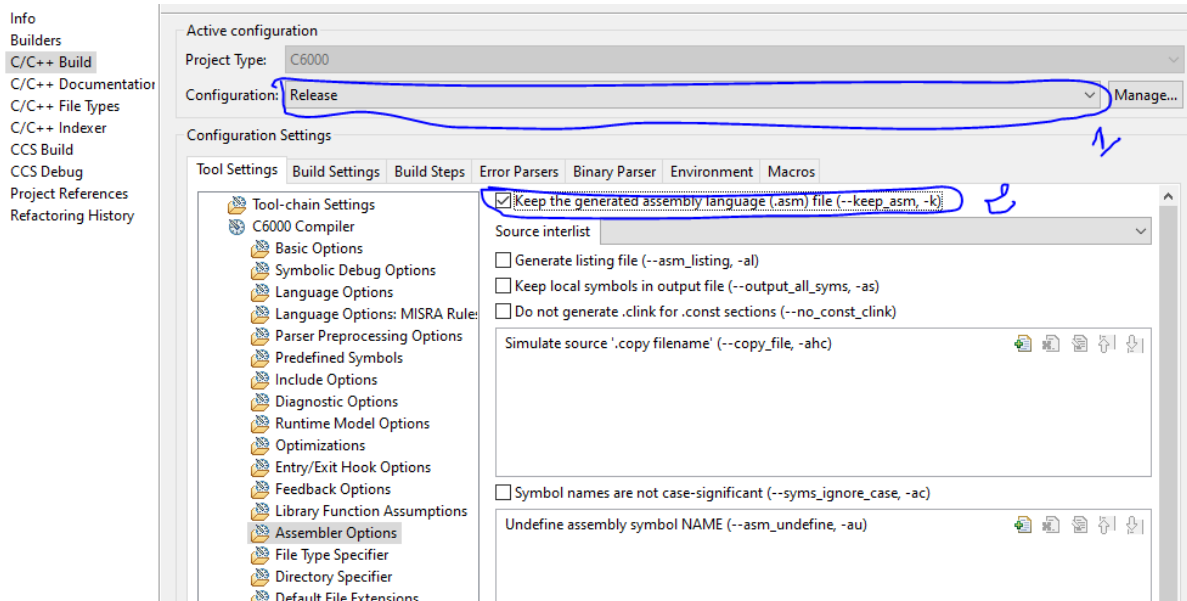 Info
Builders
C/C++ Build
C/C++ Documentation
C/C++ File Types
C/C++ Indexer
CCS Build
CCS Debug
Project References
Refactoring History
Active configuration
Project Type: C6000
Configuration: Release Manage...
Configuration Settings
1
Tool Settings Build Settings Build Steps Error Parsers Binary Parser Environment Macros
Tool-chain Settings
C6000 Compiler
Basic Options
Symbolic Debug Options
Language Options
Language Options: MISRA Rule
Parser Preprocessing Options
Predefined Symbols
Include Options
Diagnostic Options
Runtime Model Options
Optimizations
Entry/Exit Hook Options
Feedback Options
Library Function Assumptions
Assembler Options
File Type Specifier
Directory Specifier
Default File Extensions
Keep the generated assembly language (.asm) file (--keep_asm, -k)
2
Source interlist
Generate listing file (--asm_listing, -al)
Keep local symbols in output file (--output_all_syms, -as)
Do not generate .clink for .const sections (--no_const_clink)
Simulate source '.copy filename' (--copy_file, -ahc)
Symbol names are not case-significant (--syms_ignore_case, -ac)
Undefine assembly symbol NAME (--asm_undefine, -au)